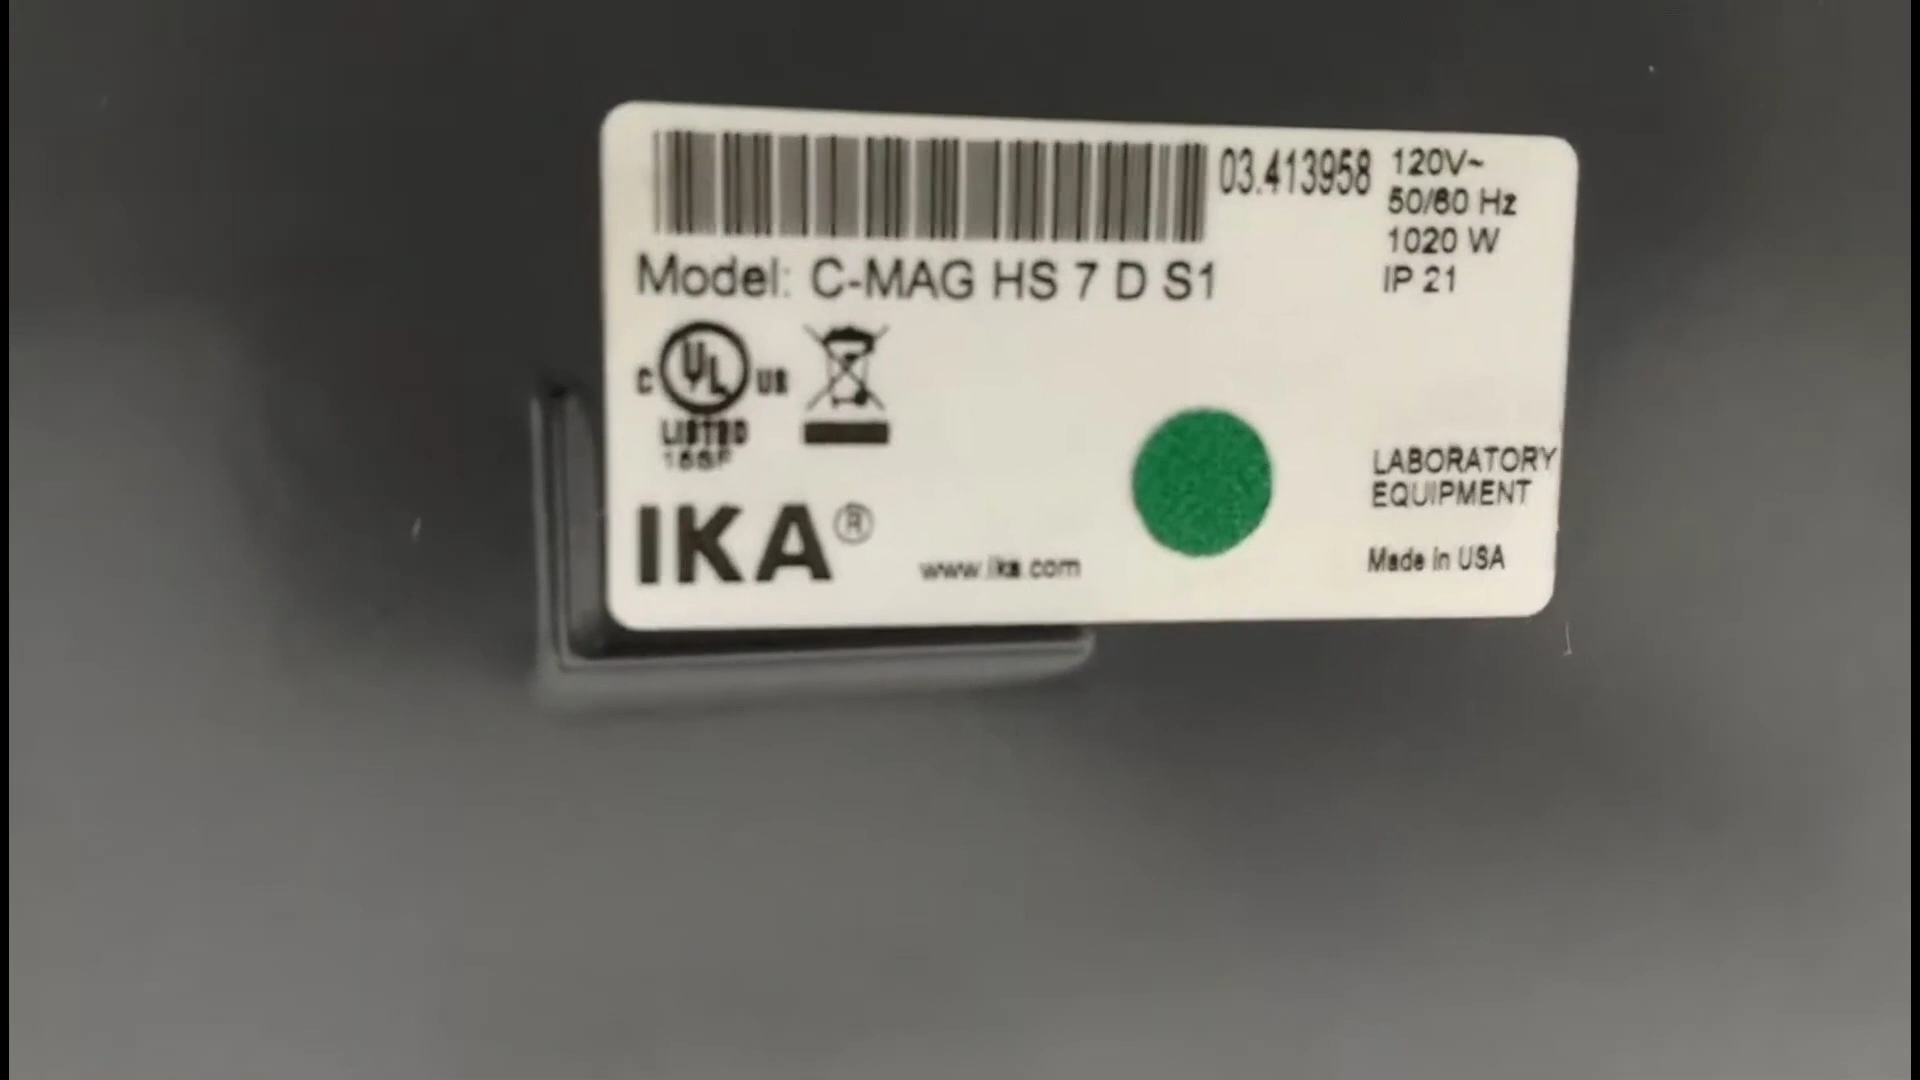 03.413958
120V~
50/60 Hz
1020 W
IP 21
Model: C-MAG HS 7 D S1
C UL US
LISTED
IKA®
www.ika.com
LABORATORY
EQUIPMENT
Made in USA